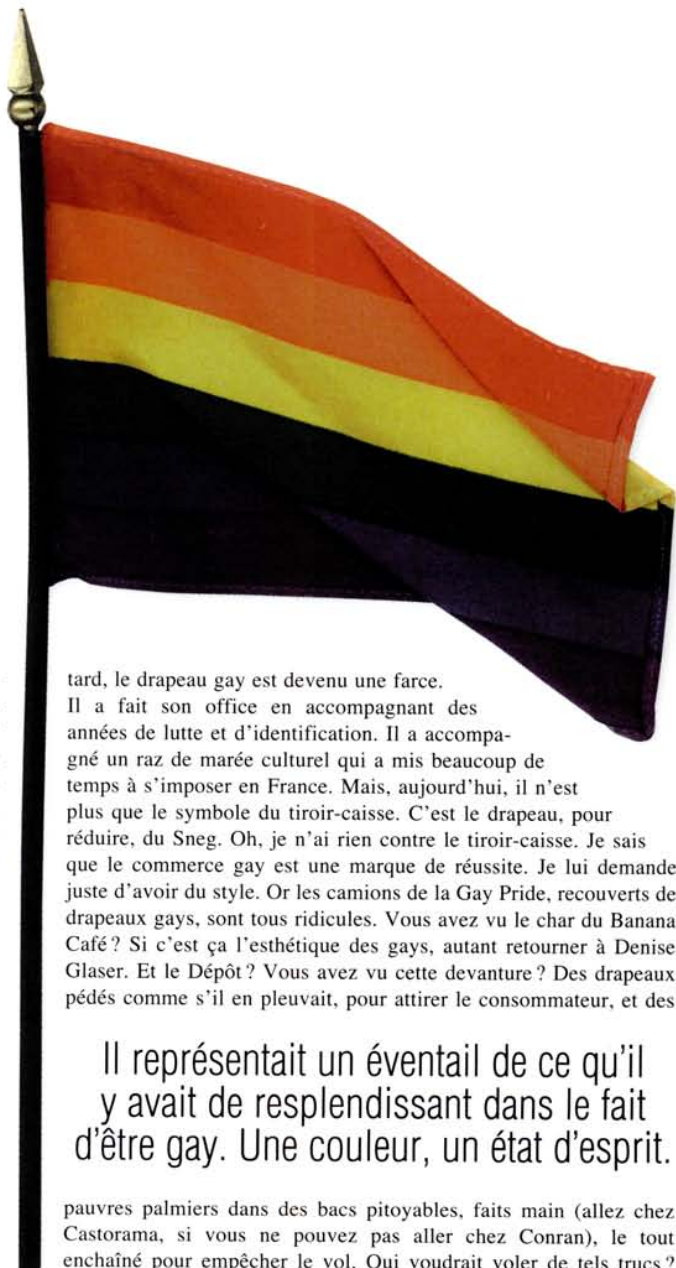 tard, le drapeau gay est devenu une farce.
Il a fait son office en accompagnant des
années de lutte et d'identification. Il a accompa-
gné un raz de marée culturel qui a mis beaucoup de
temps à s'imposer en France. Mais, aujourd'hui, il n'est
plus que le symbole du tiroir-caisse. C'est le drapeau, pour
réduire, du Sneg. Oh, je n'ai rien contre le tiroir-caisse. Je sais
que le commerce gay est une marque de réussite. Je lui demande
juste d'avoir du style. Or les camions de la Gay Pride, recouverts de
drapeaux gays, sont tous ridicules. Vous avez vu le char du Banana
Café ? Si c'est ça l'esthétique des gays, autant retourner à Denise
Glaser. Et le Dépôt ? Vous avez vu cette devanture ? Des drapeaux
pédés comme s'il en pleuvait, pour attirer le consommateur, et des
Il représentait un éventail de ce qu'il
y avait de resplendissant dans le fait
d'être gay. Une couleur, un état d'esprit.
pauvres palmiers dans des bacs pitoyables, faits main (allez chez
Castorama, si vous ne pouvez pas aller chez Conran), le tout
enchaîné pour empêcher le vol. Qui voudrait voler de tels trucs ?